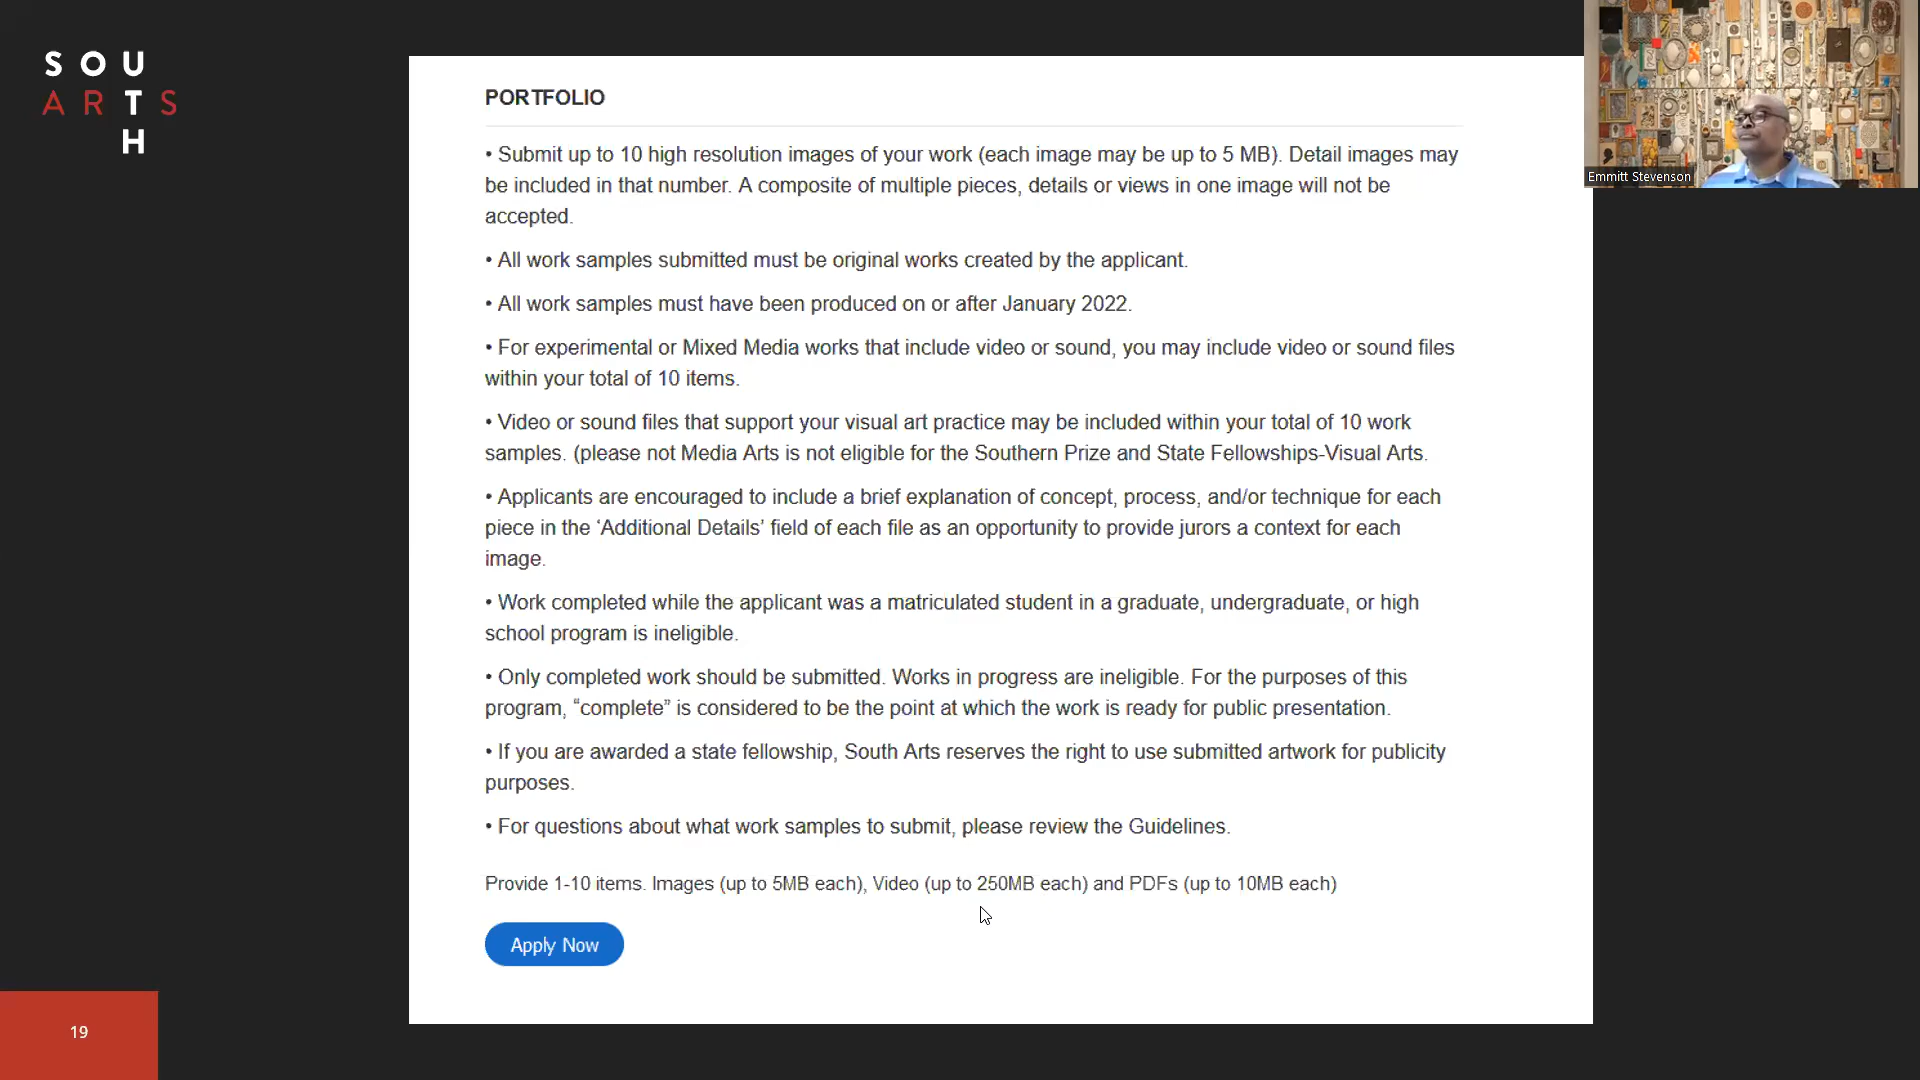 SOU
ARTS
H
Emmitt Stevenson
PORTFOLIO
• Submit up to 10 high resolution images of your work (each image may be up to 5 MB). Detail images may
be included in that number. A composite of multiple pieces, details or views in one image will not be
accepted.
• All work samples submitted must be original works created by the applicant.
• All work samples must have been produced on or after January 2022.
• For experimental or Mixed Media works that include video or sound, you may include video or sound files
within your total of 10 items.
• Video or sound files that support your visual art practice may be included within your total of 10 work
samples. (please not Media Arts is not eligible for the Southern Prize and State Fellowships-Visual Arts.
• Applicants are encouraged to include a brief explanation of concept, process, and/or technique for each
piece in the ‘Additional Details’ field of each file as an opportunity to provide jurors a context for each
image.
• Work completed while the applicant was a matriculated student in a graduate, undergraduate, or high
school program is ineligible.
• Only completed work should be submitted. Works in progress are ineligible. For the purposes of this
program, “complete” is considered to be the point at which the work is ready for public presentation.
• If you are awarded a state fellowship, South Arts reserves the right to use submitted artwork for publicity
purposes.
• For questions about what work samples to submit, please review the Guidelines.
Provide 1-10 items. Images (up to 5MB each), Video (up to 250MB each) and PDFs (up to 10MB each)
Apply Now
19